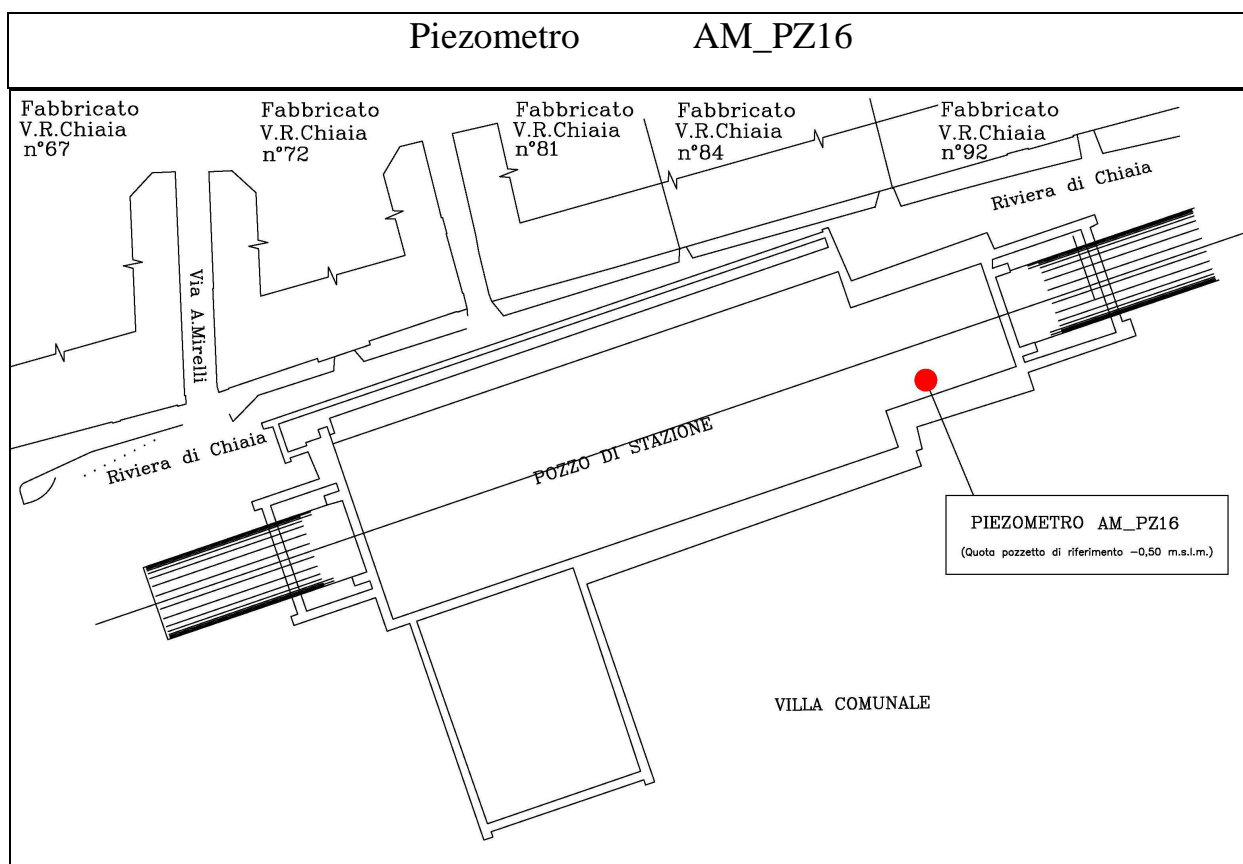 Piezometro AM_PZ16
Fabbricato
V.R.Chiaia
n°67
Fabbricato
V.R.Chiaia
n°72
Fabbricato
V.R.Chiaia
n°81
Fabbricato
V.R.Chiaia
n°84
Fabbricato
V.R.Chiaia
n°92
Riviera di Chiaia
Via A.Mirelli
Riviera di Chiaia
POZZO DI STAZIONE
PIEZOMETRO AM_PZ16
(Quota pozzetto di riferimento -0,50 m.s.l.m.)
VILLA COMUNALE